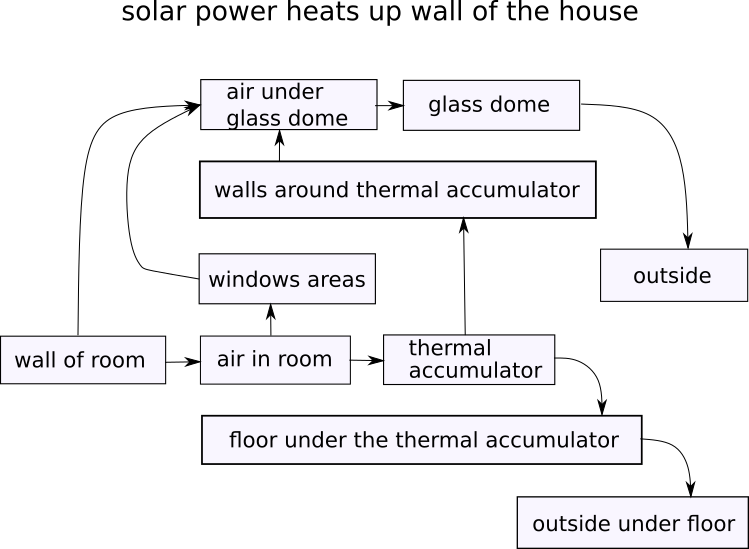 solar power heats up wall of the house
air under
glass dome
glass dome
walls around thermal accumulator
outside
windows areas
wall of room
air in room
thermal
accumulator
floor under the thermal accumulator
outside under floor